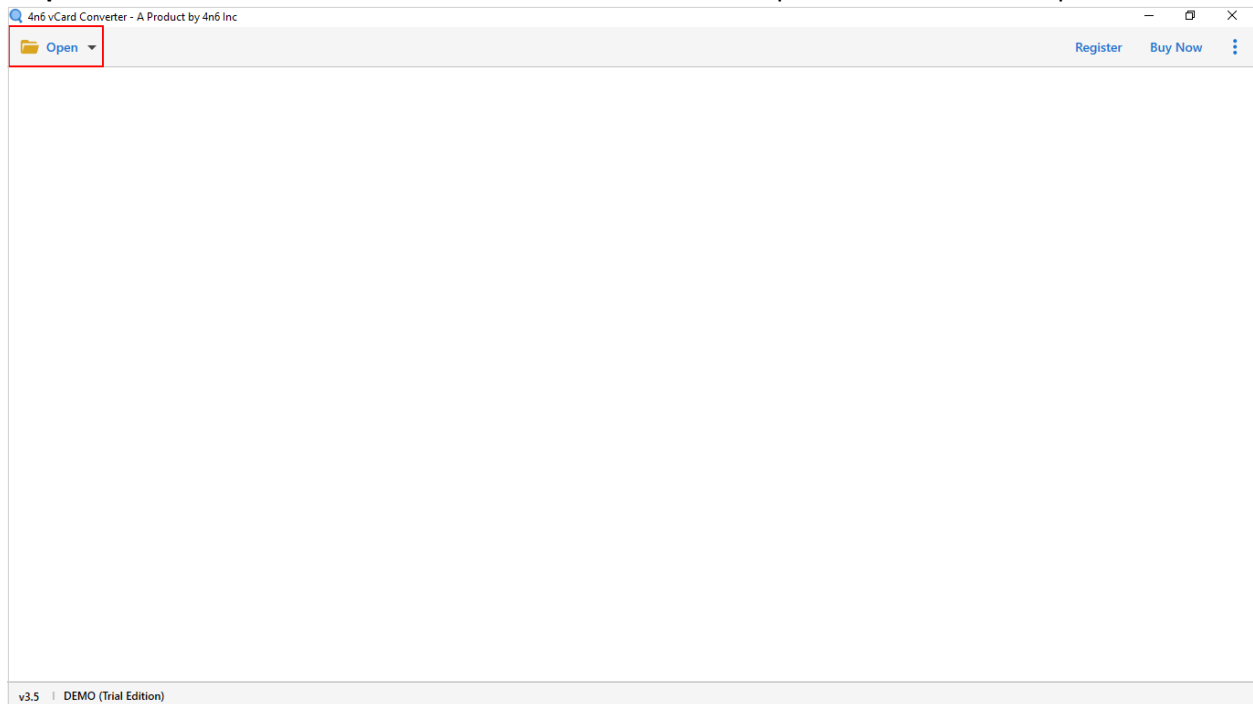 4n6 vCard Converter - A Product by 4n6 Inc
Open
Register Buy Now
v3.5 | DEMO (Trial Edition)